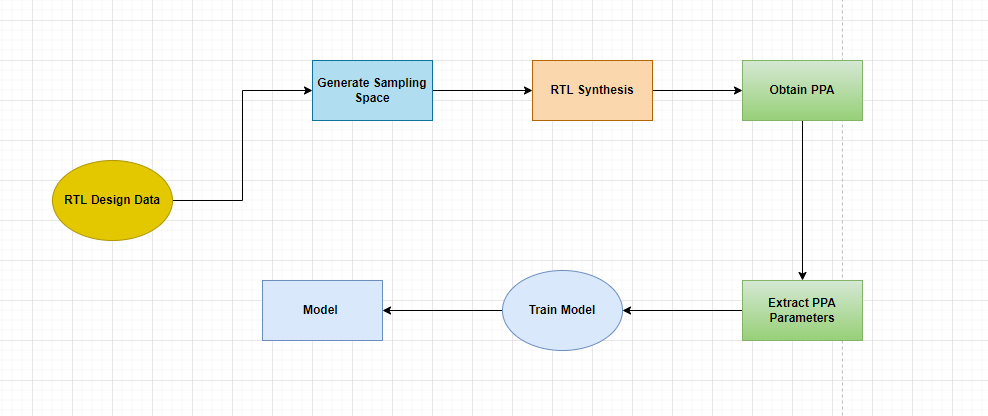 Generate Sampling
Space
RTL Synthesis
Obtain PPA
RTL Design Data
Extract PPA
Parameters
Train Model
Model